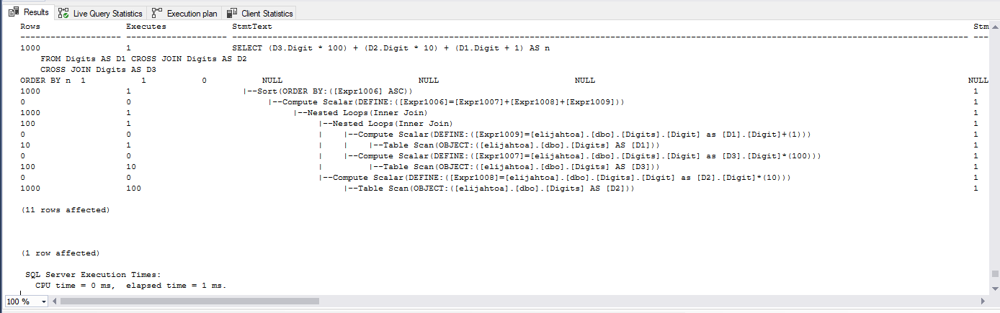 Results Live Query Statistics Execution plan Client Statistics
Rows Executes StmtText Stm
-------------------- -------------------- ------------------------------------------------------------------------------------------------------------------------------------------------- ---
1000 1 SELECT (D3.Digit * 100) + (D2.Digit * 10) + (D1.Digit + 1) AS n
FROM Digits AS D1 CROSS JOIN Digits AS D2
CROSS JOIN Digits AS D3
ORDER BY n 1 1 0 NULL NULL NULL NULL
1000 1 |--Sort(ORDER BY:([Expr1006] ASC)) 1
0 0 |--Compute Scalar(DEFINE:([Expr1006]=[Expr1007]+[Expr1008]+[Expr1009])) 1
1000 1 |--Nested Loops(Inner Join) 1
100 1 |--Nested Loops(Inner Join) 1
0 0 | |--Compute Scalar(DEFINE:([Expr1009]=[elijahtoa].[dbo].[Digits].[Digit] as [D1].[Digit]+(1))) 1
10 1 | | |--Table Scan(OBJECT:([elijahtoa].[dbo].[Digits] AS [D1])) 1
0 0 | |--Compute Scalar(DEFINE:([Expr1007]=[elijahtoa].[dbo].[Digits].[Digit] as [D3].[Digit]*(100))) 1
100 10 | |--Table Scan(OBJECT:([elijahtoa].[dbo].[Digits] AS [D3])) 1
0 0 |--Compute Scalar(DEFINE:([Expr1008]=[elijahtoa].[dbo].[Digits].[Digit] as [D2].[Digit]*(10))) 1
1000 100 |--Table Scan(OBJECT:([elijahtoa].[dbo].[Digits] AS [D2])) 1
(11 rows affected)
(1 row affected)
SQL Server Execution Times:
CPU time = 0 ms, elapsed time = 1 ms.
100 %